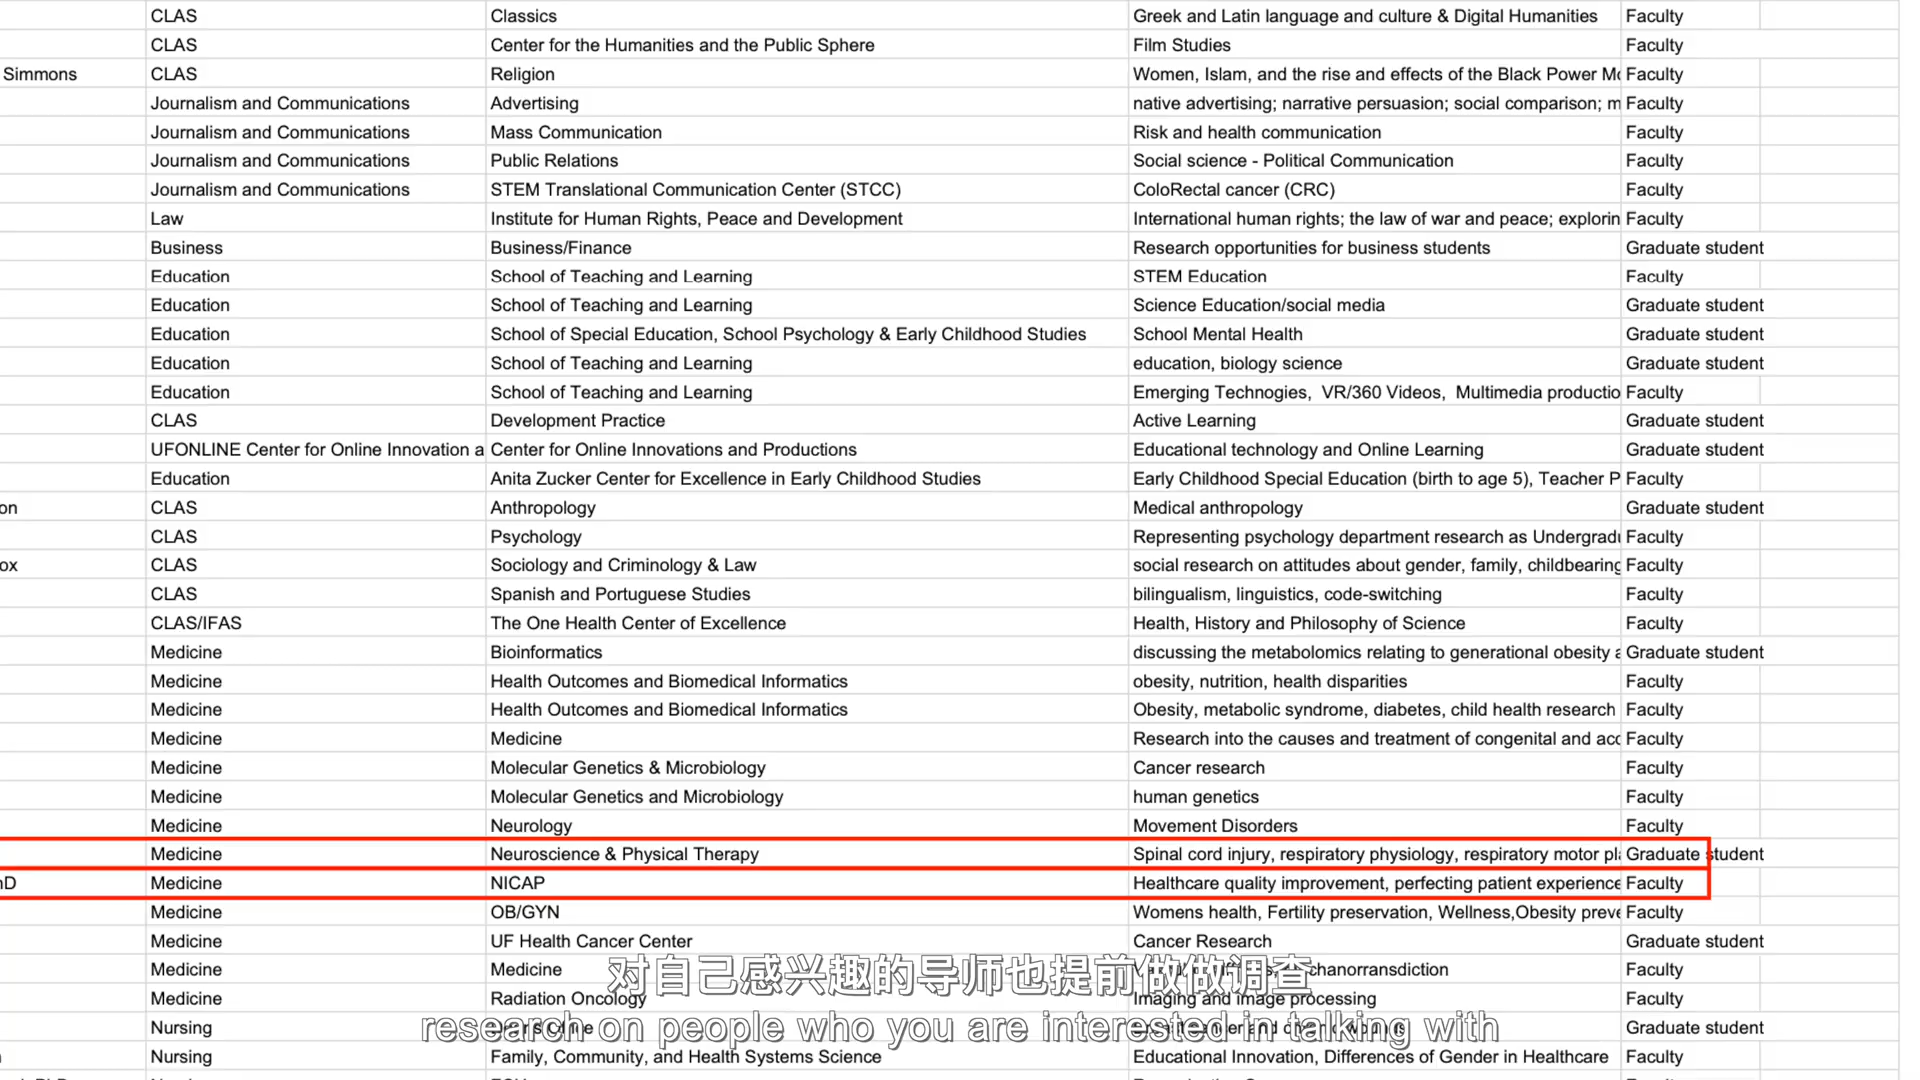 CLAS Classics Greek and Latin language and culture & Digital Humanities Faculty
CLAS Center for the Humanities and the Public Sphere Film Studies Faculty
Simmons CLAS Religion Women, Islam, and the rise and effects of the Black Power Mo Faculty
Journalism and Communications Advertising native advertising; narrative persuasion; social comparison; m Faculty
Journalism and Communications Mass Communication Risk and health communication Faculty
Journalism and Communications Public Relations Social science - Political Communication Faculty
Journalism and Communications STEM Translational Communication Center (STCC) ColoRectal cancer (CRC) Faculty
Law Institute for Human Rights, Peace and Development International human rights; the law of war and peace; explorin Faculty
Business Business/Finance Research opportunities for business students Graduate student
Education School of Teaching and Learning STEM Education Faculty
Education School of Teaching and Learning Science Education/social media Graduate student
Education School of Special Education, School Psychology & Early Childhood Studies School Mental Health Graduate student
Education School of Teaching and Learning education, biology science Graduate student
Education School of Teaching and Learning Emerging Technogies, VR/360 Videos, Multimedia productio Faculty
CLAS Development Practice Active Learning Graduate student
UFONLINE Center for Online Innovation a Center for Online Innovations and Productions Educational technology and Online Learning Graduate student
Education Anita Zucker Center for Excellence in Early Childhood Studies Early Childhood Special Education (birth to age 5), Teacher P Faculty
on CLAS Anthropology Medical anthropology Graduate student
CLAS Psychology Representing psychology department research as Undergradu Faculty
ox CLAS Sociology and Criminology & Law social research on attitudes about gender, family, childbearing Faculty
CLAS Spanish and Portuguese Studies bilingualism, linguistics, code-switching Faculty
CLAS/IFAS The One Health Center of Excellence Health, History and Philosophy of Science Faculty
Medicine Bioinformatics discussing the metabolomics relating to generational obesity a Graduate student
Medicine Health Outcomes and Biomedical Informatics obesity, nutrition, health disparities Faculty
Medicine Health Outcomes and Biomedical Informatics Obesity, metabolic syndrome, diabetes, child health research Faculty
Medicine Medicine Research into the causes and treatment of congenital and acc Faculty
Medicine Molecular Genetics & Microbiology Cancer research Faculty
Medicine Molecular Genetics and Microbiology human genetics Faculty
Medicine Neurology Movement Disorders Faculty
Medicine Neuroscience & Physical Therapy Spinal cord injury, respiratory physiology, respiratory motor pla Graduate student
hD Medicine NICAP Healthcare quality improvement, perfecting patient experience Faculty
Medicine OB/GYN Womens health, Fertility preservation, Wellness,Obesity preve Faculty
Medicine UF Health Cancer Center Cancer Research Graduate student
Medicine Medicine Faculty
对自己感兴趣的导师也提前做做调查
Medicine Radiation Oncology Imaging and image processing Faculty
Nursing Graduate student
research on people who you are interested in talking with
Nursing Family, Community, and Health Systems Science Educational Innovation, Differences of Gender in Healthcare Faculty